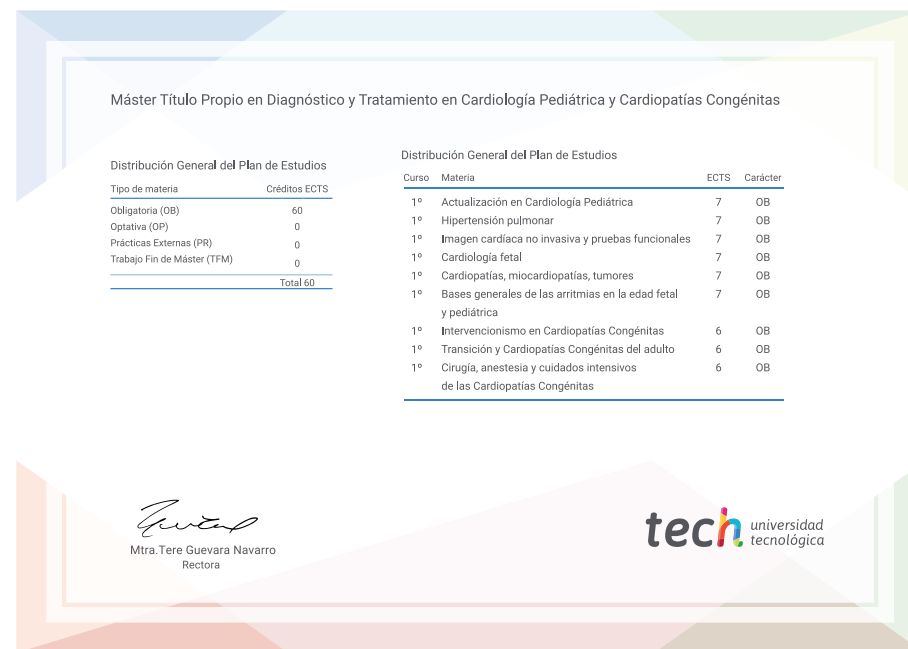 Máster Título Propio en Diagnóstico y Tratamiento en Cardiología Pediátrica y Cardiopatías Congénitas
Distribución General del Plan de Estudios
Tipo de materia Créditos ECTS
Obligatoria (OB) 60
Optativa (OP) 0
Prácticas Externas (PR) 0
Trabajo Fin de Máster (TFM) 0
Total 60
Distribución General del Plan de Estudios
Curso Materia ECTS Carácter
1º Actualización en Cardiología Pediátrica 7 OB
1º Hipertensión pulmonar 7 OB
1º Imagen cardíaca no invasiva y pruebas funcionales 7 OB
1º Cardiología fetal 7 OB
1º Cardiopatías, miocardiopatías, tumores 7 OB
1º Bases generales de las arritmias en la edad fetal 7 OB
y pediátrica
1º Intervencionismo en Cardiopatías Congénitas 6 OB
1º Transición y Cardiopatías Congénitas del adulto 6 OB
1º Cirugía, anestesia y cuidados intensivos 6 OB
de las Cardiopatías Congénitas
Mtra.Tere Guevara Navarro
Rectora
tech universidad
tecnológica